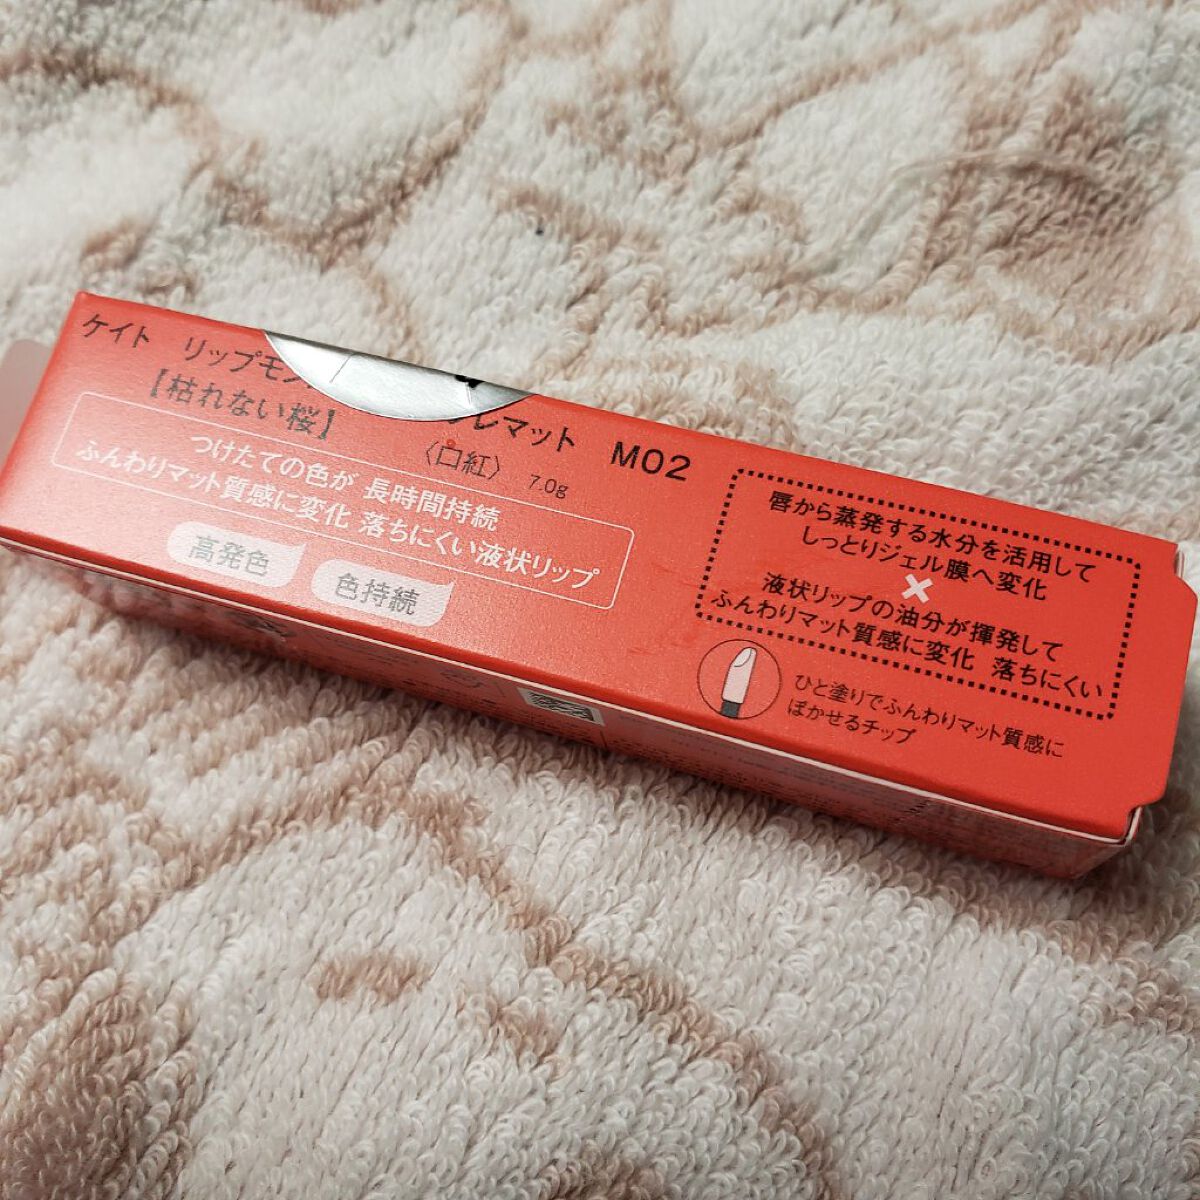 ケイト リップモン
フレマット M02
【枯れない桜】
〈口紅〉 7.0g
つけたての色が 長時間持続
ふんわりマット質感に変化 落ちにくい液状リップ
高発色
色持続
唇から蒸発する水分を活用して
しっとりジェル膜へ変化
×
液状リップの油分が揮発して
ふんわりマット質感に変化 落ちにくい
ひと塗りでふんわりマット質感に
ぼかせるチップ